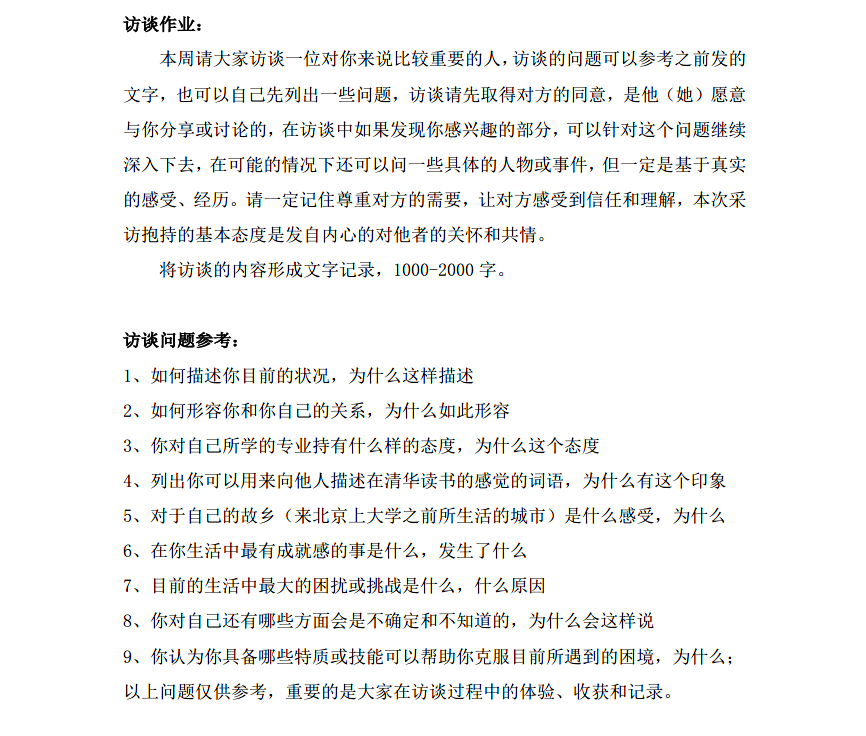 访谈作业：
本周请大家访谈一位对你来说比较重要的人，访谈的问题可以参考之前发的
文字，也可以自己先列出一些问题，访谈请先取得对方的同意，是他（她）愿意
与你分享或讨论的，在访谈中如果发现你感兴趣的部分，可以针对这个问题继续
深入下去，在可能的情况下还可以问一些具体的人物或事件，但一定是基于真实
的感受、经历。请一定记住尊重对方的需要，让对方感受到信任和理解，本次采
访抱持的基本态度是发自内心的对他者的关怀和共情。
将访谈的内容形成文字记录，1000-2000 字。
访谈问题参考：
1、如何描述你目前的状况，为什么这样描述
2、如何形容你和你自己的关系，为什么如此形容
3、你对自己所学的专业持有什么样的态度，为什么这个态度
4、列出你可以用来向他人描述在清华读书的感觉的词语，为什么有这个印象
5、对于自己的故乡（来北京上大学之前所生活的城市）是什么感受，为什么
6、在你生活中最有成就感的事是什么，发生了什么
7、目前的生活中最大的困扰或挑战是什么，什么原因
8、你对自己还有哪些方面会是不确定和不知道的，为什么会这样说
9、你认为你具备哪些特质或技能可以帮助你克服目前所遇到的困境，为什么；
以上问题仅供参考，重要的是大家在访谈过程中的体验、收获和记录。